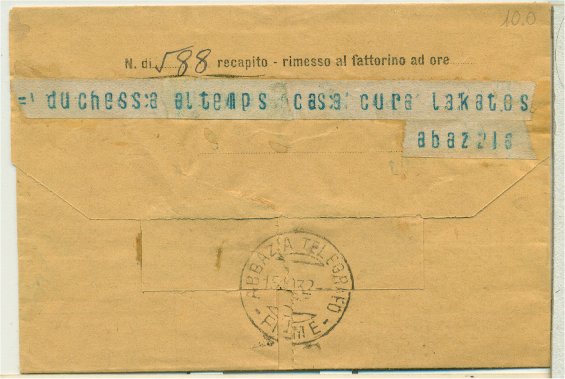 10.0
N. di 588 recapito - rimesso al fattorino ad ore
=' duchessa altemps casa cura lakatos
abazzia
ABBAZIA TELEGRAFO
- FIUME -